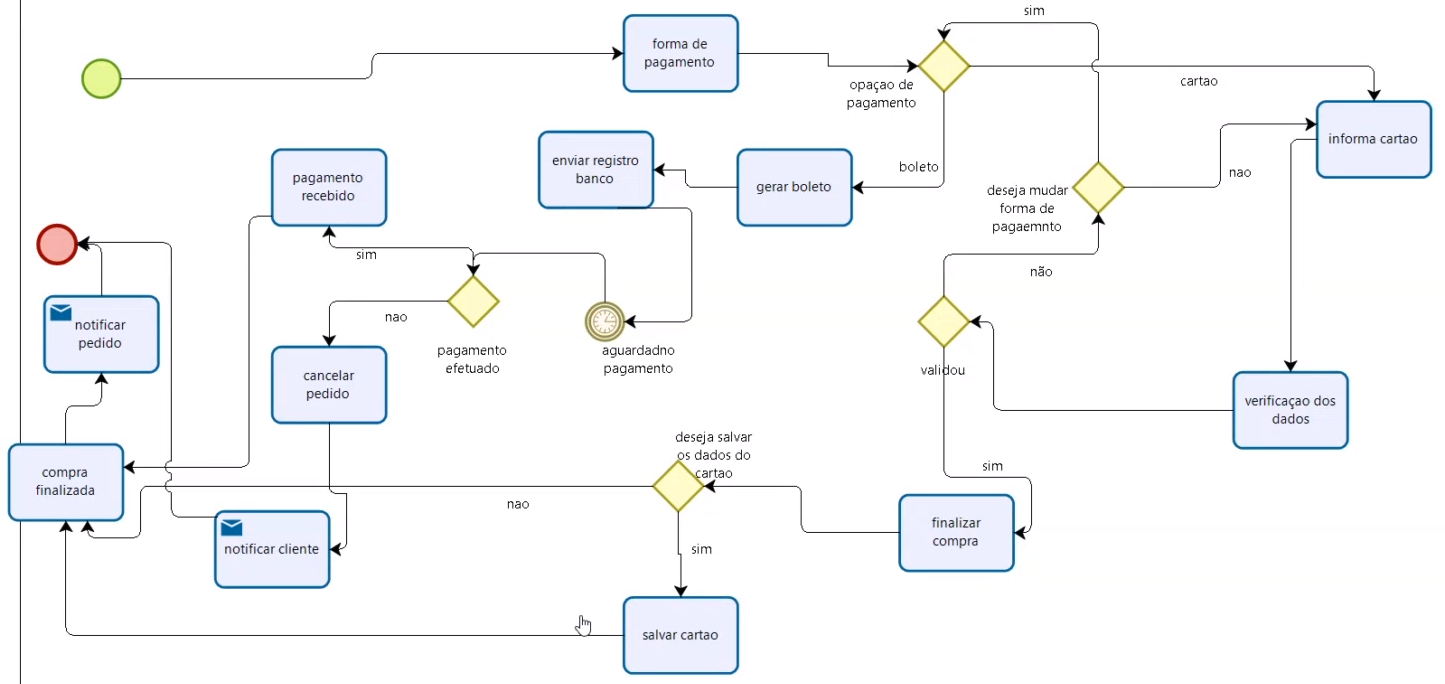 sim
forma de
pagamento
opaçao de
pagamento
cartao
informa cartao
enviar registro
banco
boleto
gerar boleto
nao
deseja mudar
forma de
pagaemnto
pagamento
recebido
sim
não
notificar
pedido
nao
pagamento
efetuado
aguardadno
pagamento
validou
cancelar
pedido
verificaçao dos
dados
deseja salvar
os dados do
cartao
sim
compra
finalizada
nao
finalizar
compra
notificar cliente
sim
salvar cartao